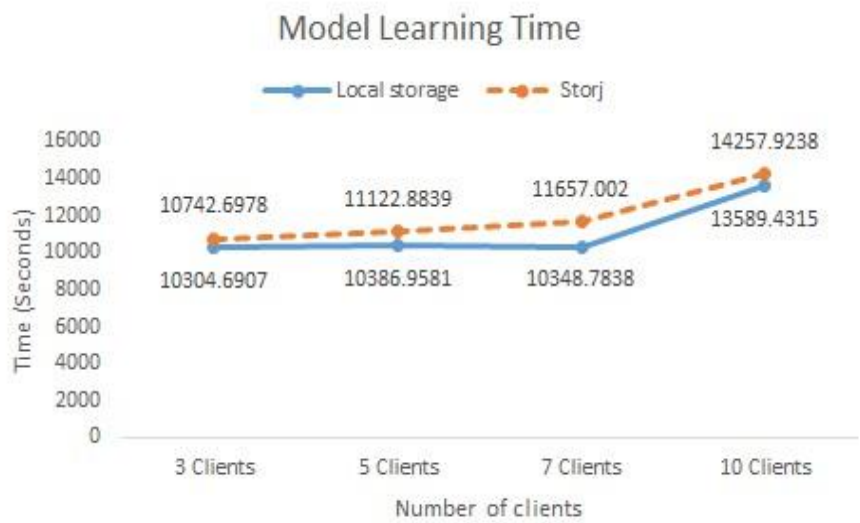 Model Learning Time
Local storage Storj
16000
14000
12000
10000
8000
6000
4000
2000
0
Time (Seconds)
10742.6978 11122.8839 11657.002 14257.9238
10304.6907 10386.9581 10348.7838 13589.4315
3 Clients 5 Clients 7 Clients 10 Clients
Number of clients